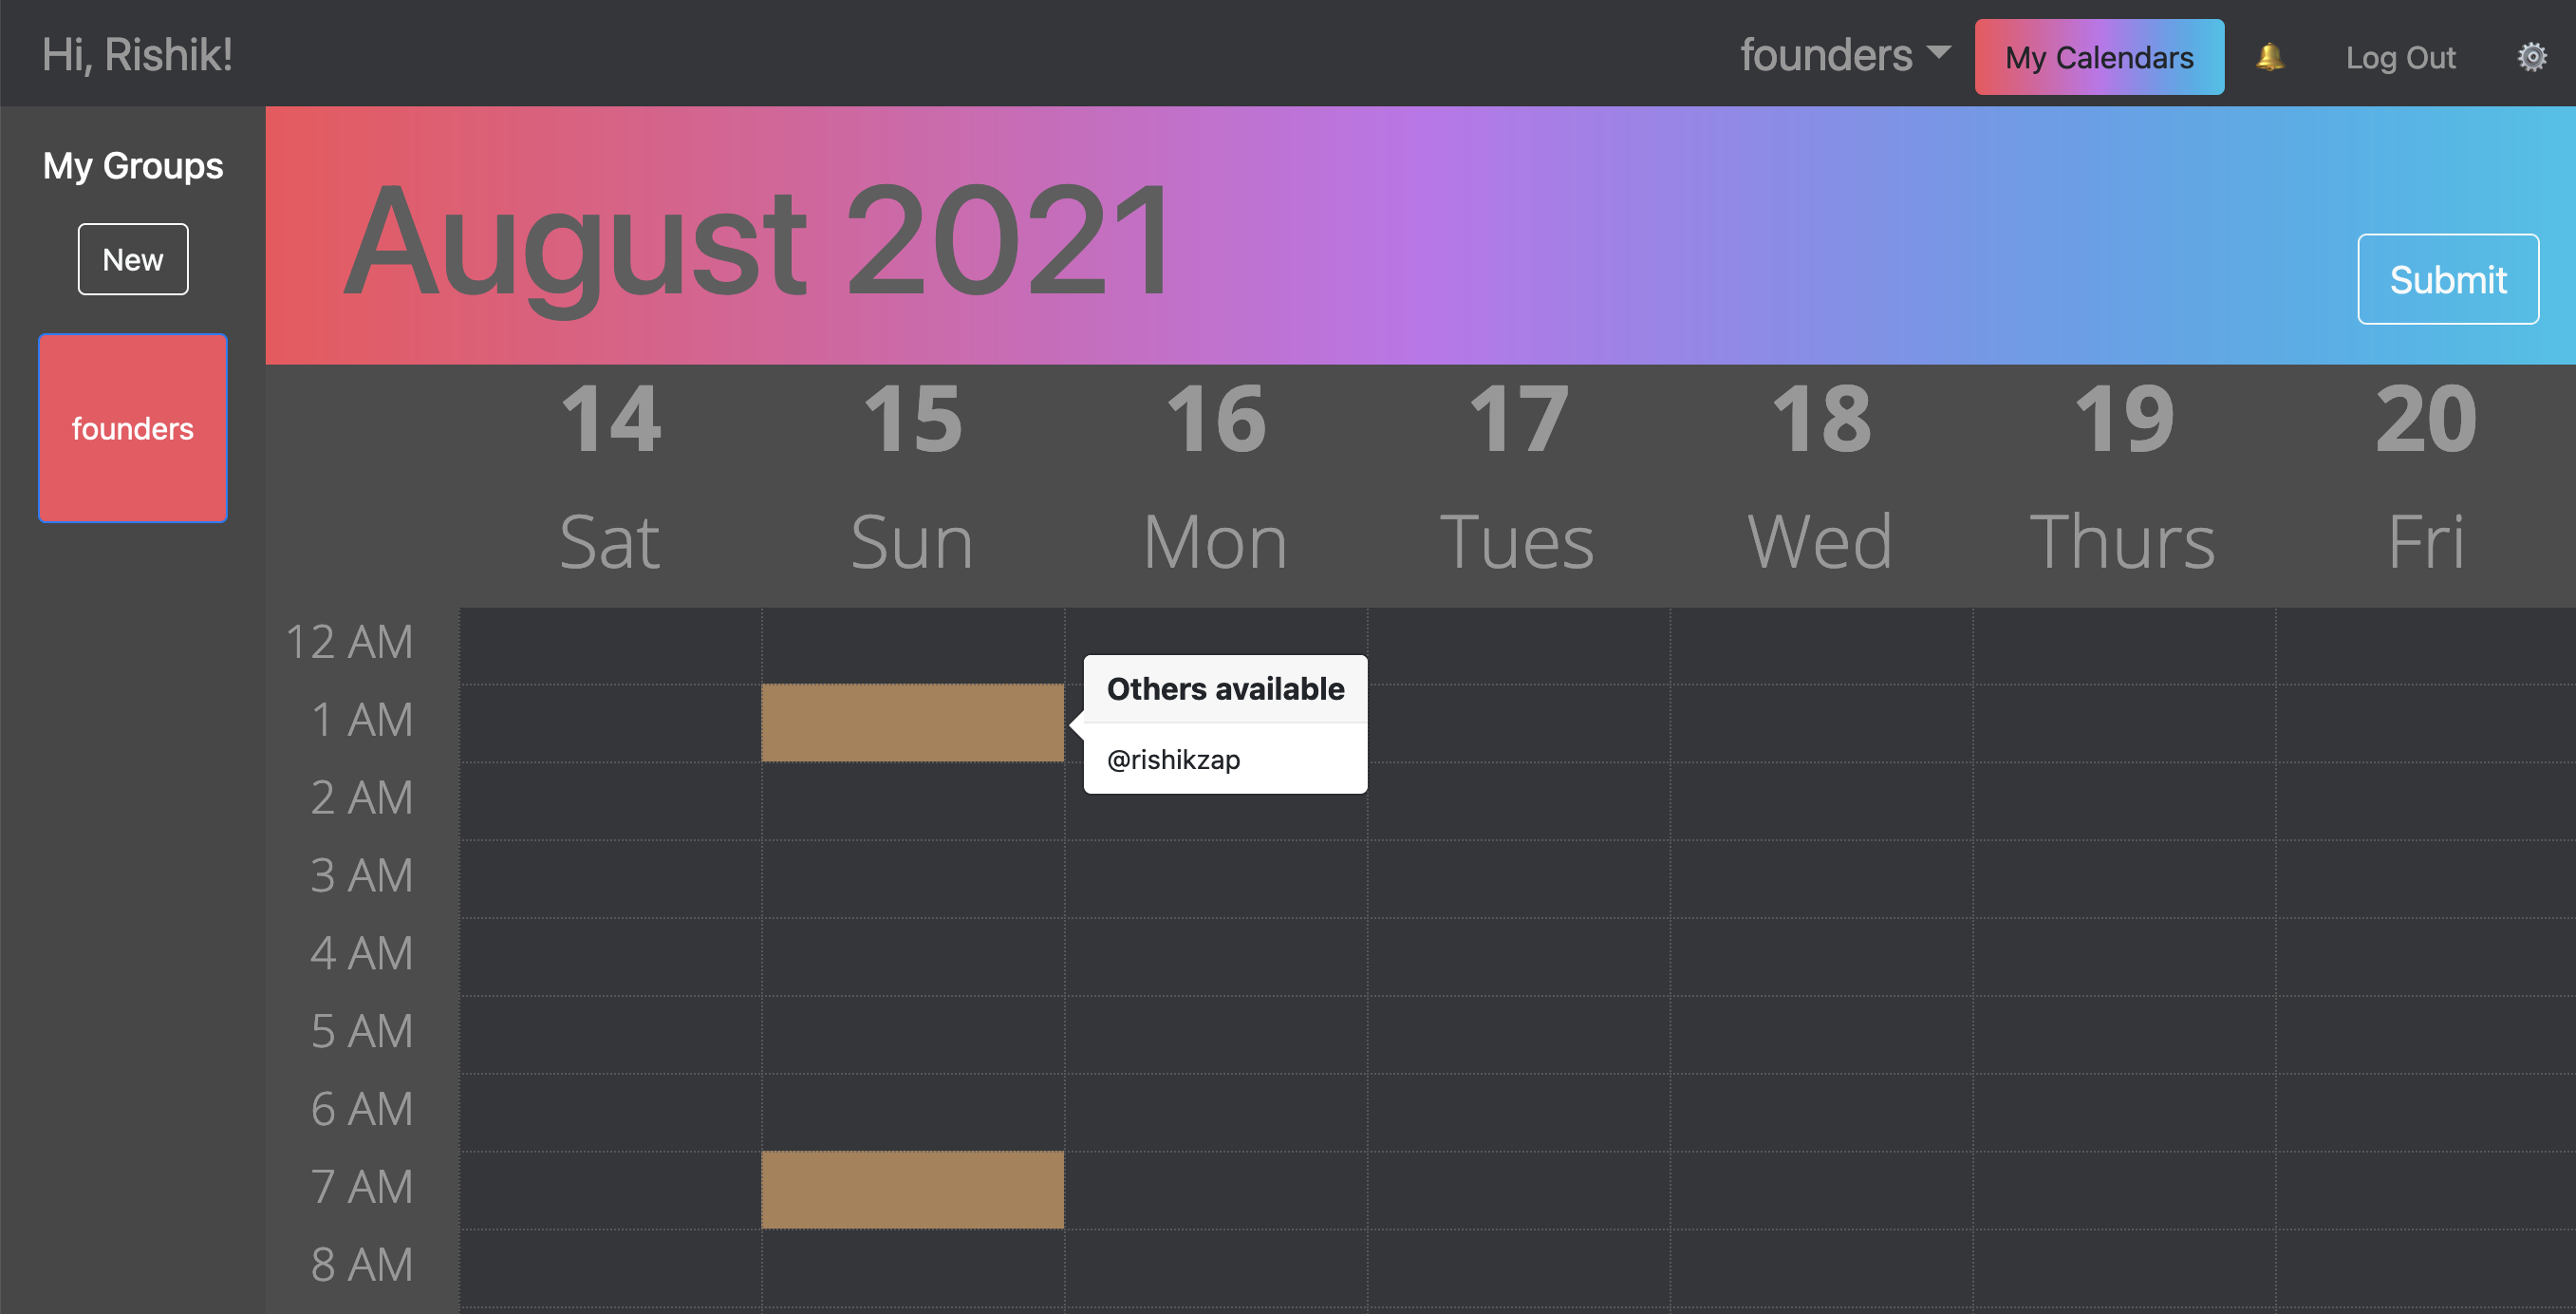 Hi, Rishik!
founders
My Calendars
Log Out
My Groups
New
founders
August 2021
Submit
14 15 16 17 18 19 20
Sat Sun Mon Tues Wed Thurs Fri
12 AM
1 AM
Others available
@rishikzap
2 AM
3 AM
4 AM
5 AM
6 AM
7 AM
8 AM